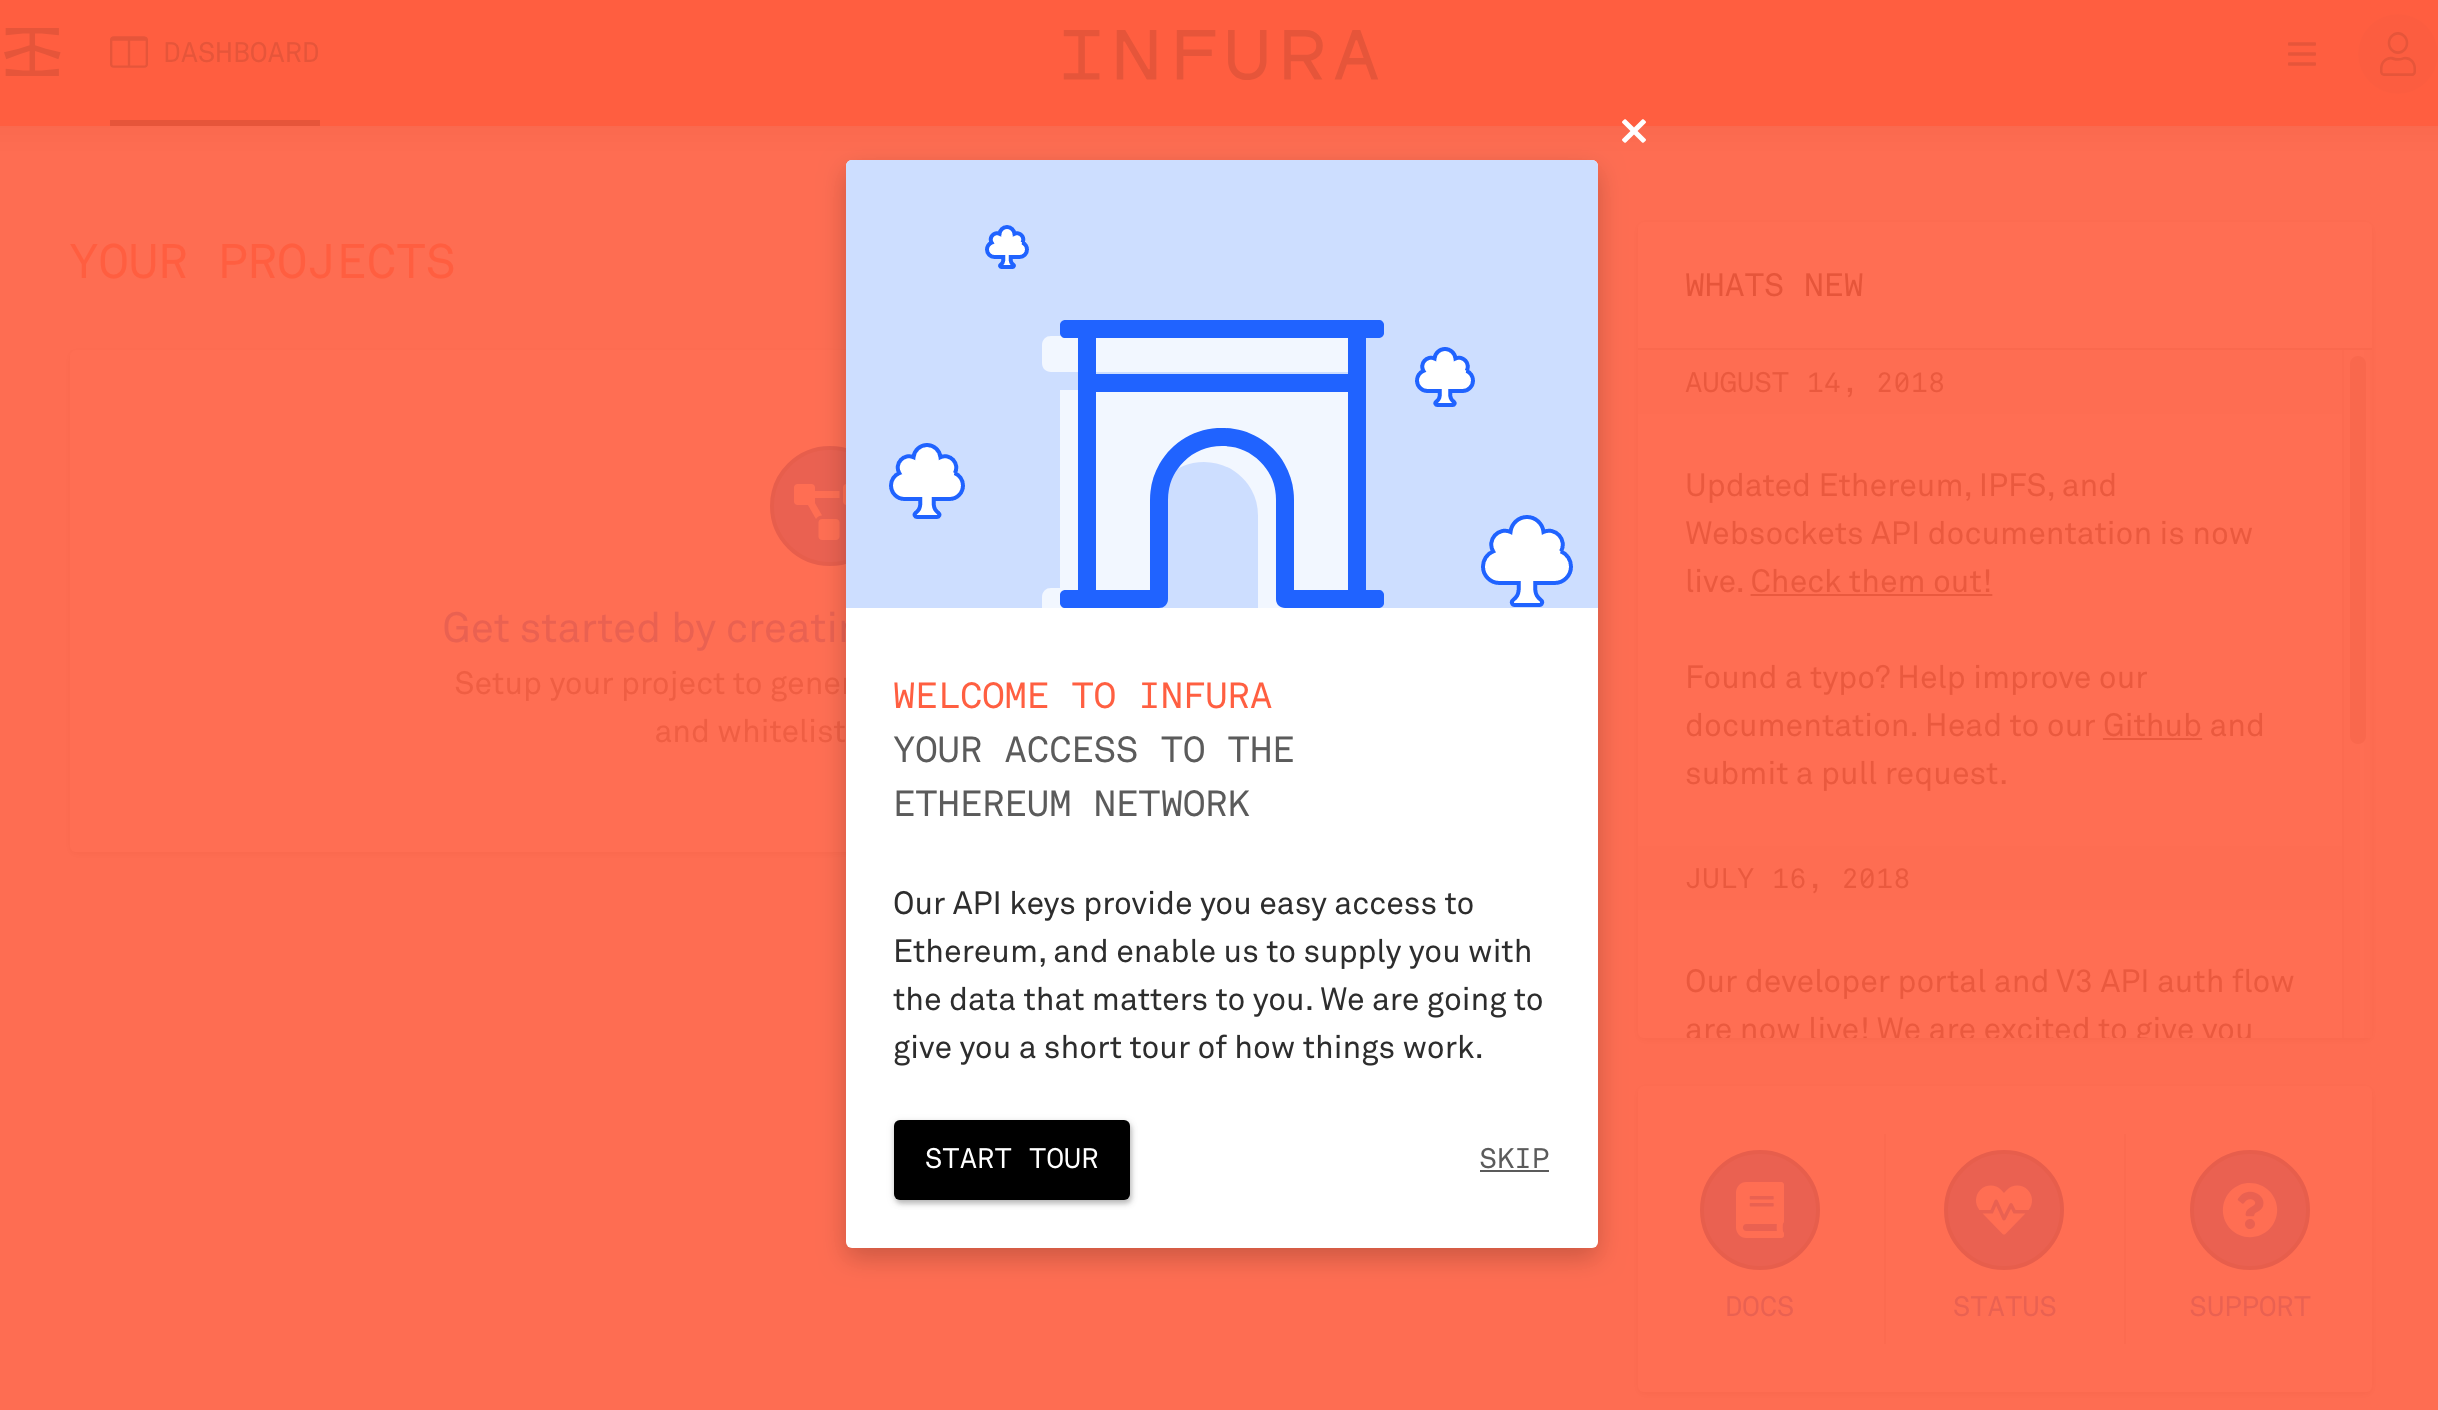 DASHBOARD
INFURA
YOUR PROJECTS
Get started by
Setup your project to
and whitelist
WELCOME TO INFURA
YOUR ACCESS TO THE
ETHEREUM NETWORK
Our API keys provide you easy access to
Ethereum, and enable us to supply you with
the data that matters to you. We are going to
give you a short tour of how things work.
START TOUR
SKIP
WHATS NEW
AUGUST 14, 2018
Updated Ethereum, IPFS, and
Websockets API documentation is now
live. Check them out!
Found a typo? Help improve our
documentation. Head to our Github and
submit a pull request.
JULY 16, 2018
Our developer portal and V3 API auth flow
are now live! We are excited to give you
DOCS
STATUS
SUPPORT